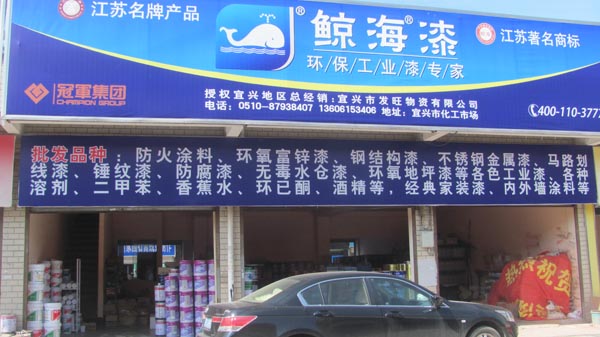 江苏名牌产品
鲸海漆
®
®
江苏著名商标
环/保/工/业/漆/专/家
冠軍集团
CHAMPION GROUP
授权宜兴地区总经销:宜兴市发旺物资有限公司
电话:0510-87938407 13606153406 地址:宜兴市化工市场
400-110-377
批发品种:防火涂料、环氧富锌漆、钢结构漆、不锈钢金属漆、马路划
线漆、锤纹漆、防腐漆、无毒水仓漆、环氧地坪漆等各色工业漆、各种
溶剂、二甲苯、香蕉水、环已酮、酒精等,经典家装漆、内外墙涂料等
热烈祝贺